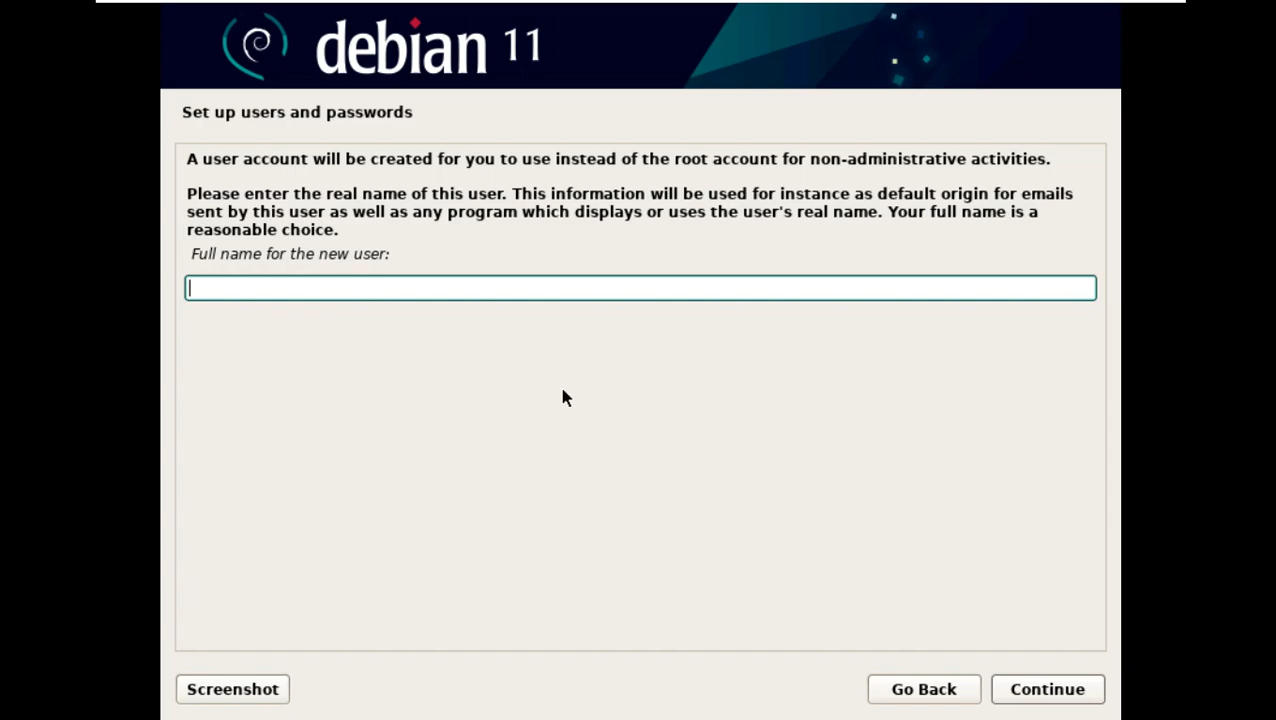 debian 11
Set up users and passwords
A user account will be created for you to use instead of the root account for non-administrative activities.
Please enter the real name of this user. This information will be used for instance as default origin for emails
sent by this user as well as any program which displays or uses the user's real name. Your full name is a
reasonable choice.
Full name for the new user:
Screenshot
Go Back
Continue